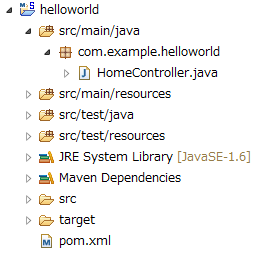 helloworld
src/main/java
com.example.helloworld
HomeController.java
src/main/resources
src/test/java
src/test/resources
JRE System Library [JavaSE-1.6]
Maven Dependencies
src
target
pom.xml